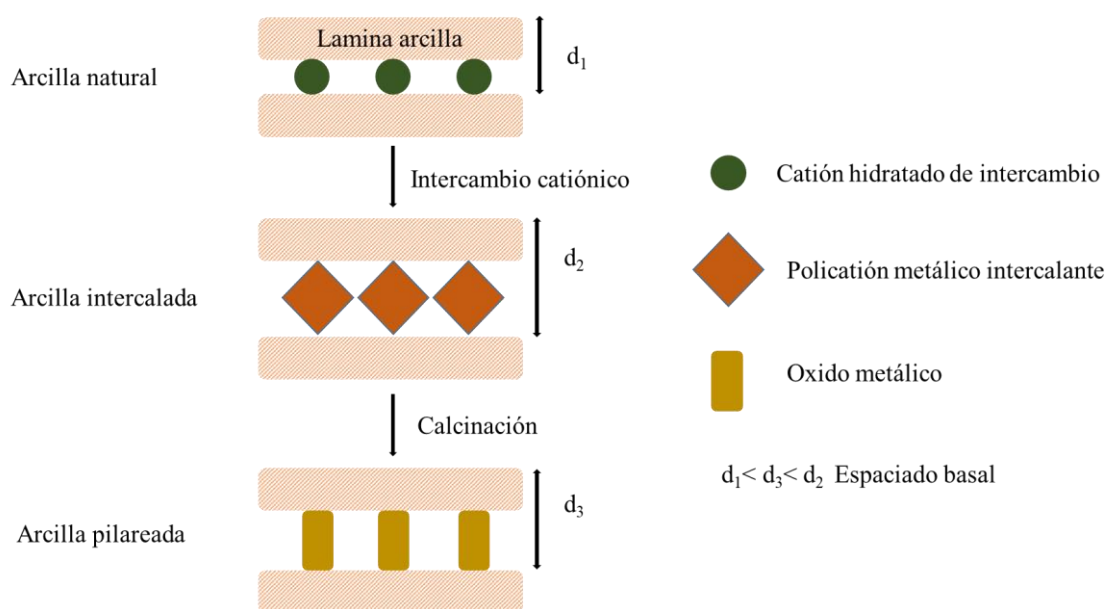 Lamina arcilla
d₁
Arcilla natural
Intercambio catiónico
Catión hidratado de intercambio
d₂
Policatión metálico intercalante
Arcilla intercalada
Oxido metálico
Calcinación
d₁< d₃< d₂ Espaciado basal
d₃
Arcilla pilareada